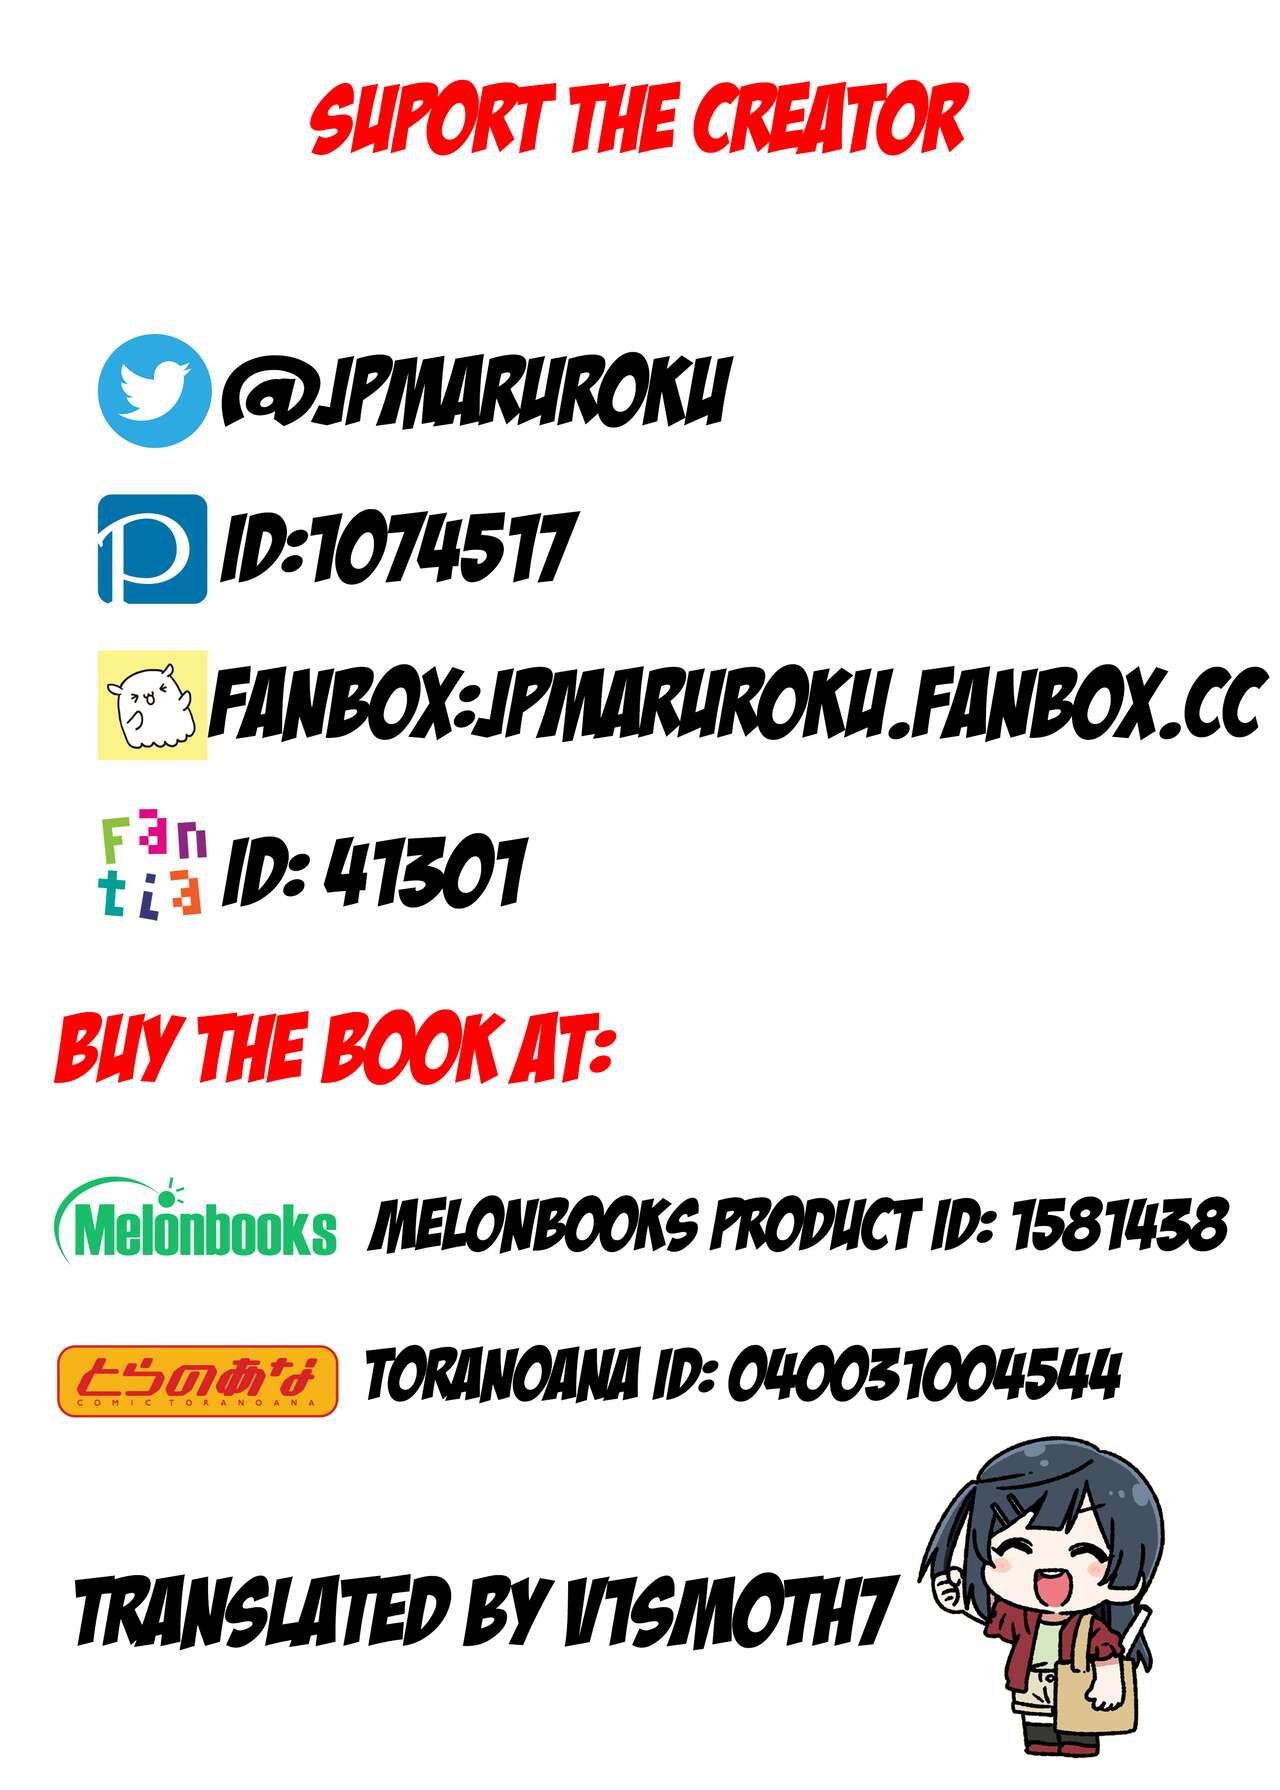 SUPORT THE CREATOR
@JPMARUROKU
P
ID:1074517
FANBOX:JPMARUROKU.FANBOX.CC
Fan
tia
ID: 41301
BUY THE BOOK AT:
Melonbooks
MELONBOOKS PRODUCT ID: 1581438
とらのあな
COMIC TORANOANA
TORANOANA ID: 040031004544
TRANSLATED BY V1SMOTH7